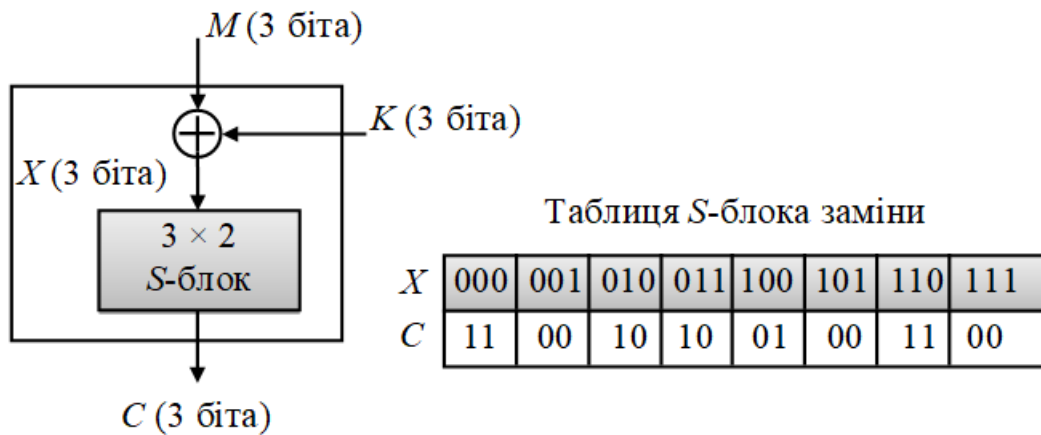 M (3 біта)
K (3 біта)
X (3 біта)
3 × 2
S-блок
C (3 біта)
Таблиця S-блока заміни
X 000 001 010 011 100 101 110 111
C 11 00 10 10 01 00 11 00